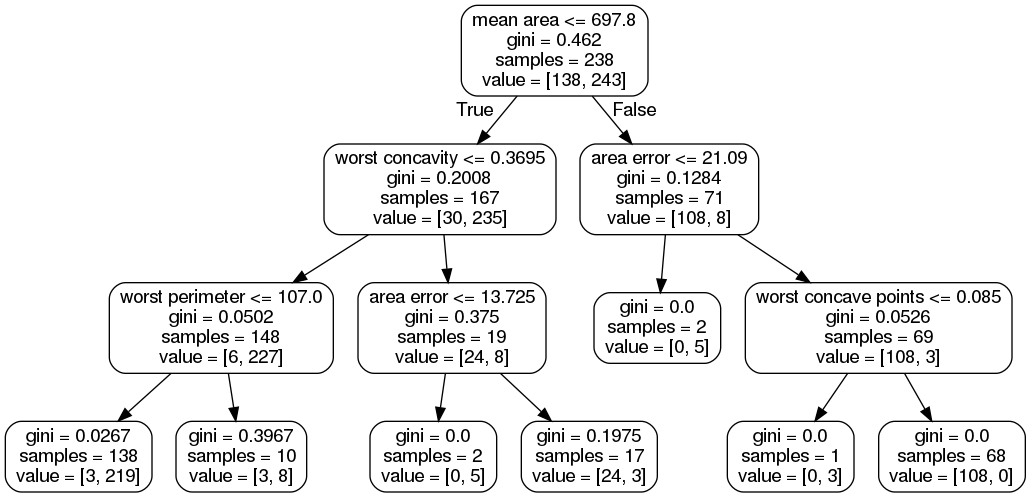 mean area <= 697.8
gini = 0.462
samples = 238
value = [138, 243]
True
False
worst concavity <= 0.3695
gini = 0.2008
samples = 167
value = [30, 235]
area error <= 21.09
gini = 0.1284
samples = 71
value = [108, 8]
worst perimeter <= 107.0
gini = 0.0502
samples = 148
value = [6, 227]
area error <= 13.725
gini = 0.375
samples = 19
value = [24, 8]
gini = 0.0
samples = 2
value = [0, 5]
worst concave points <= 0.085
gini = 0.0526
samples = 69
value = [108, 3]
gini = 0.0267
samples = 138
value = [3, 219]
gini = 0.3967
samples = 10
value = [3, 8]
gini = 0.0
samples = 2
value = [0, 5]
gini = 0.1975
samples = 17
value = [24, 3]
gini = 0.0
samples = 1
value = [0, 3]
gini = 0.0
samples = 68
value = [108, 0]